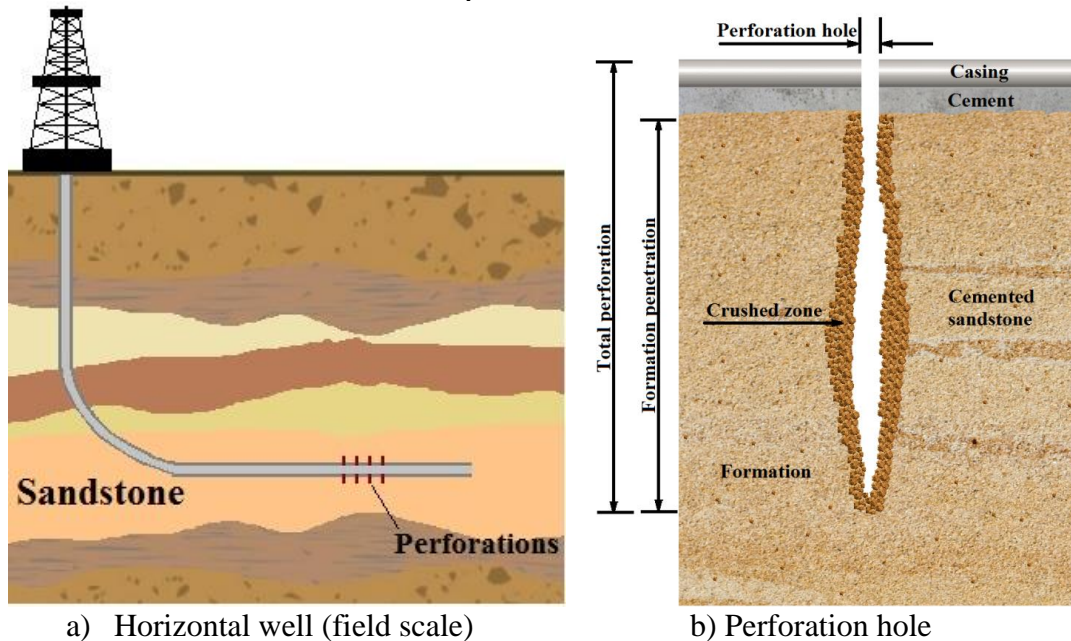 Sandstone
Perforations
a) Horizontal well (field scale)
Perforation hole
Casing
Cement
Total perforation
Formation penetration
Crushed zone
Cemented
sandstone
Formation
b) Perforation hole